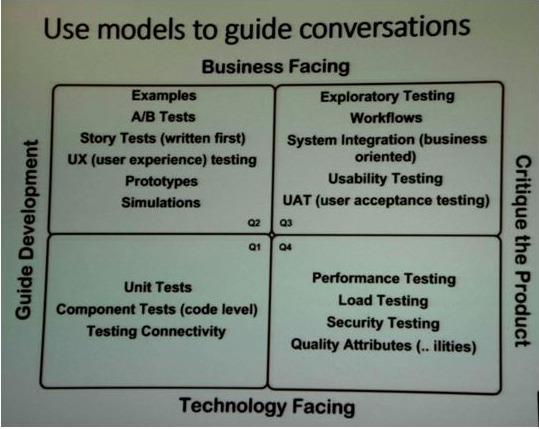 Use models to guide conversations
Business Facing
Guide Development
Examples
A/B Tests
Story Tests (written first)
UX (user experience) testing
Prototypes
Simulations
Q2
Exploratory Testing
Workflows
System Integration (business
oriented)
Usability Testing
UAT (user acceptance testing)
Q3
Critique the Product
Q1
Unit Tests
Component Tests (code level)
Testing Connectivity
Q4
Performance Testing
Load Testing
Security Testing
Quality Attributes (.. ilities)
Technology Facing